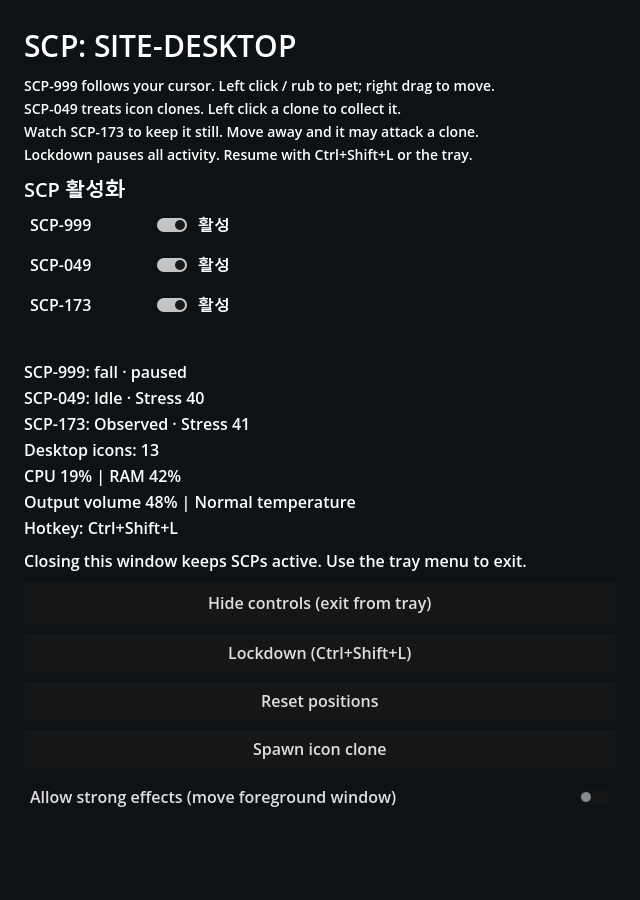 SCP: SITE-DESKTOP
SCP-999 follows your cursor. Left click / rub to pet; right drag to move.
SCP-049 treats icon clones. Left click a clone to collect it.
Watch SCP-173 to keep it still. Move away and it may attack a clone.
Lockdown pauses all activity. Resume with Ctrl+Shift+L or the tray.
SCP 활성화
SCP-999 활성
SCP-049 활성
SCP-173 활성
SCP-999: fall · paused
SCP-049: Idle · Stress 40
SCP-173: Observed · Stress 41
Desktop icons: 13
CPU 19% | RAM 42%
Output volume 48% | Normal temperature
Hotkey: Ctrl+Shift+L
Closing this window keeps SCPs active. Use the tray menu to exit.
Hide controls (exit from tray)
Lockdown (Ctrl+Shift+L)
Reset positions
Spawn icon clone
Allow strong effects (move foreground window)